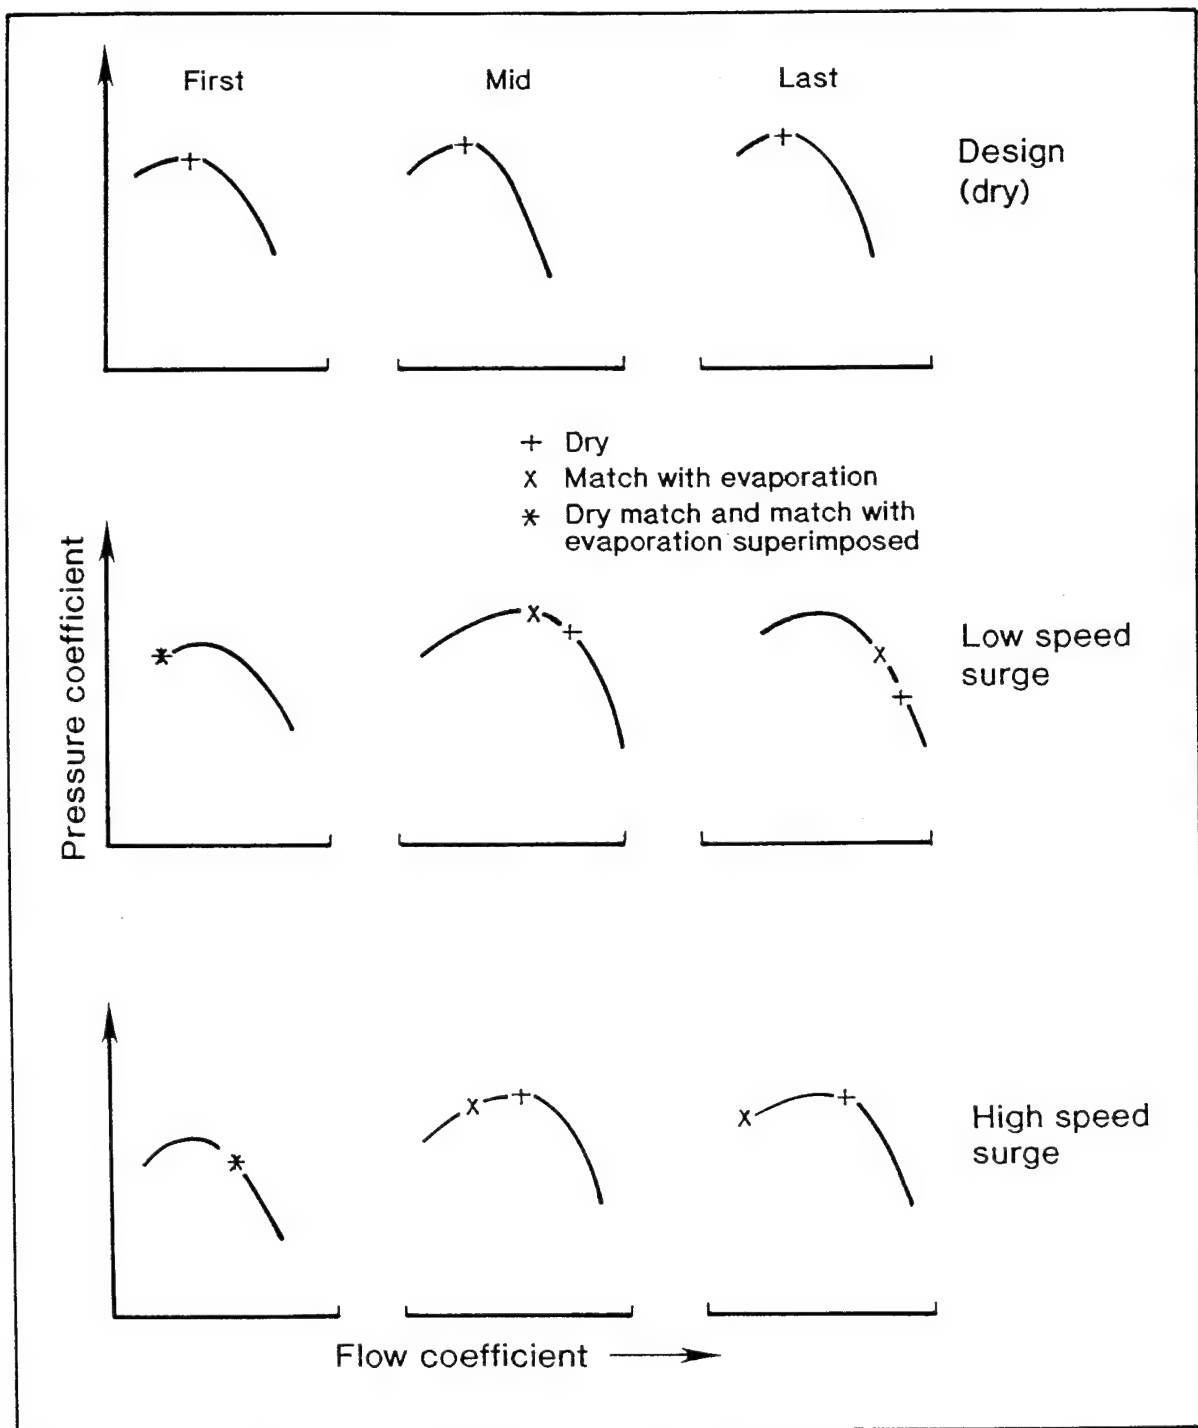 First
Mid
Last
Design
(dry)
+ Dry
x Match with evaporation
* Dry match and match with
evaporation superimposed
Pressure coefficient
Low speed
surge
High speed
surge
Flow coefficient